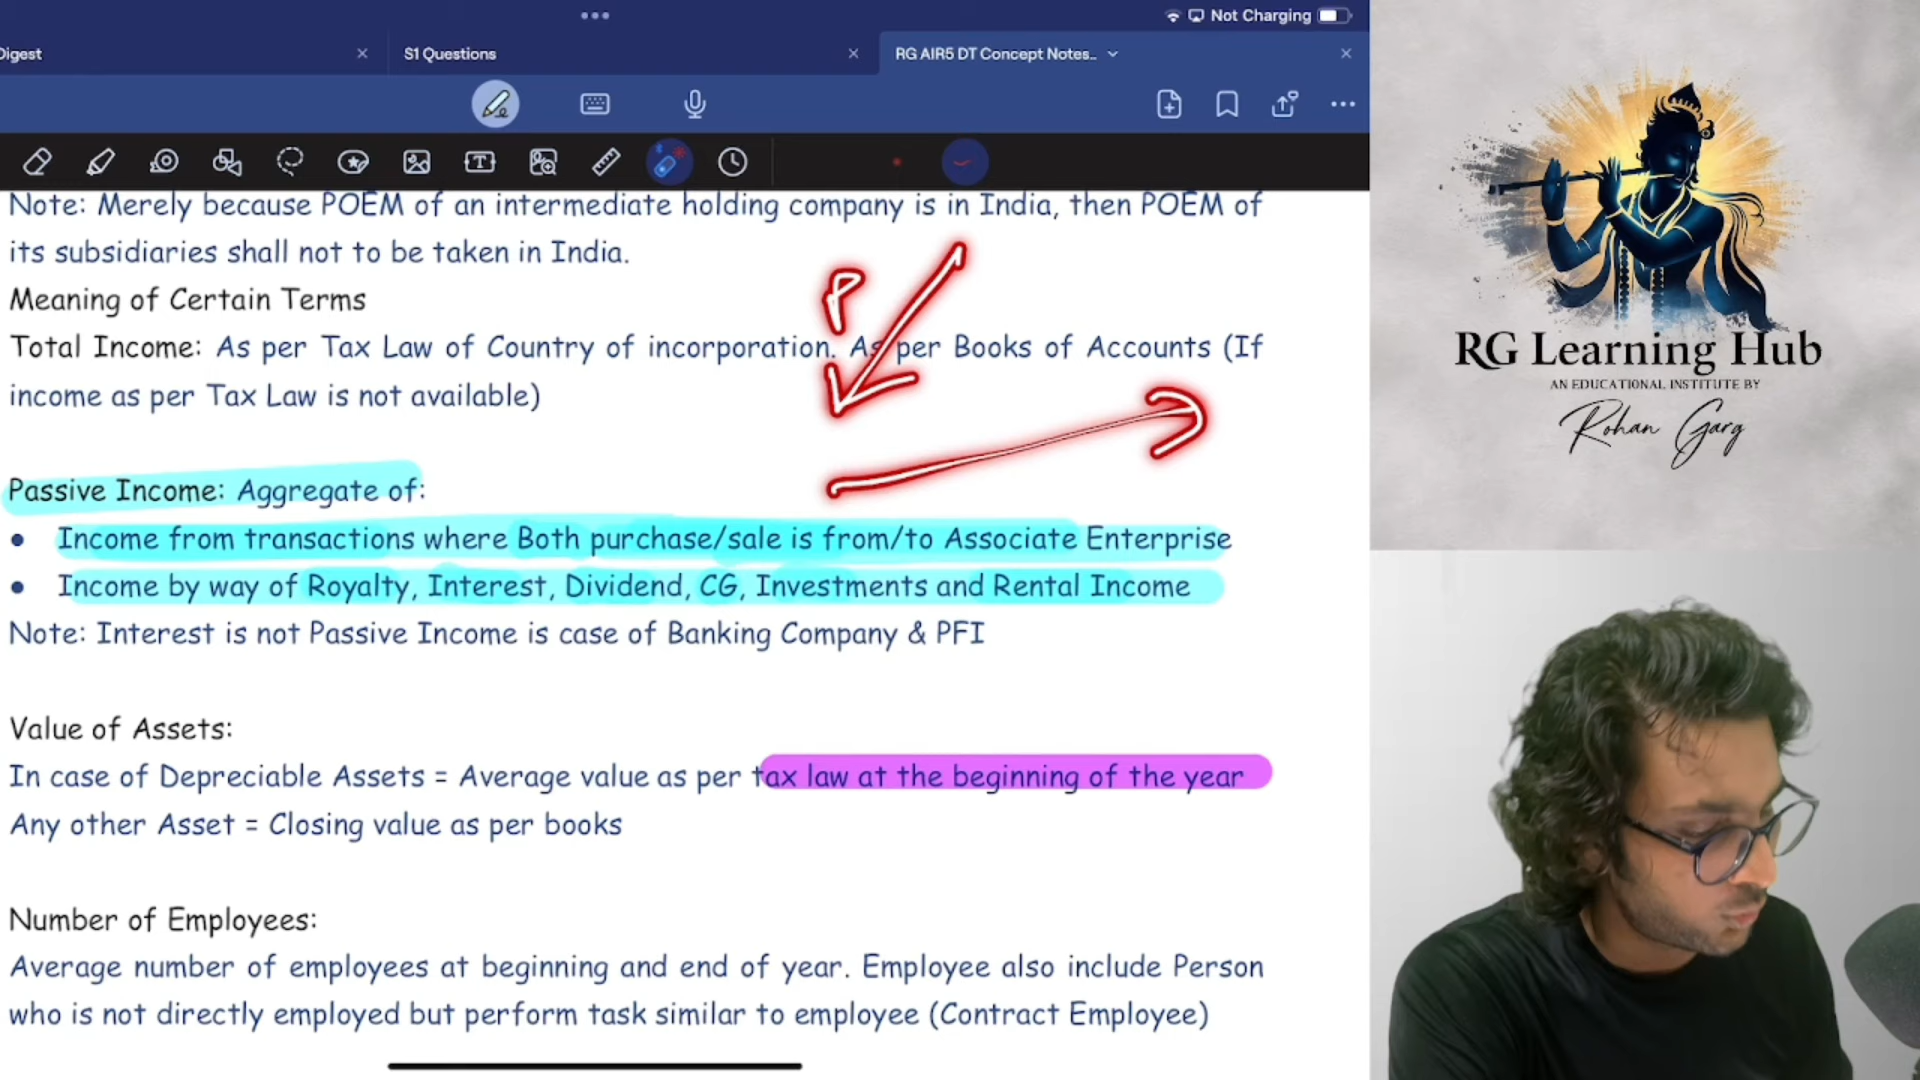 Not Charging
Digest
S1 Questions
RG AIR5 DT Concept Notes..
Note: Merely because POEM of an intermediate holding company is in India, then POEM of
its subsidiaries shall not to be taken in India.
Meaning of Certain Terms
Total Income: As per Tax Law of Country of incorporation. As per Books of Accounts (If
income as per Tax Law is not available)
Passive Income: Aggregate of:
• Income from transactions where Both purchase/sale is from/to Associate Enterprise
• Income by way of Royalty, Interest, Dividend, CG, Investments and Rental Income
Note: Interest is not Passive Income is case of Banking Company & PFI
Value of Assets:
In case of Depreciable Assets = Average value as per tax law at the beginning of the year
Any other Asset = Closing value as per books
Number of Employees:
Average number of employees at beginning and end of year. Employee also include Person
who is not directly employed but perform task similar to employee (Contract Employee)
RG Learning Hub
AN EDUCATIONAL INSTITUTE BY
Rohan Garg